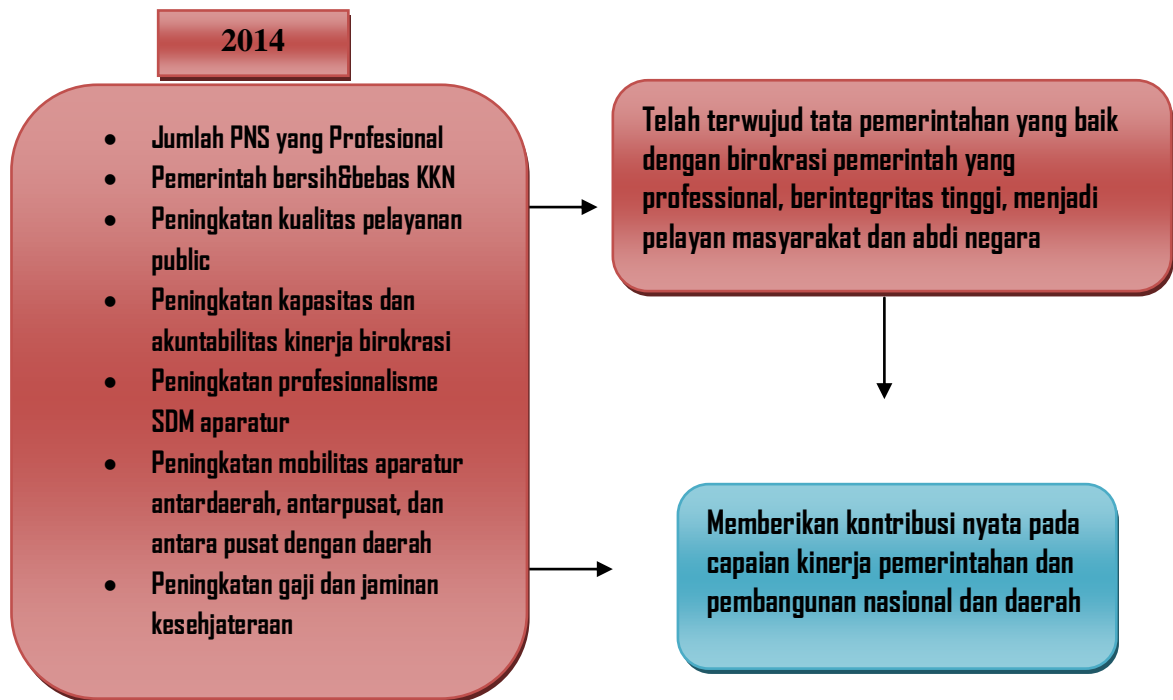 2014
• Jumlah PNS yang Profesional
• Pemerintah bersih&bebas KKN
• Peningkatan kualitas pelayanan
public
• Peningkatan kapasitas dan
akuntabilitas kinerja birokrasi
• Peningkatan profesionalisme
SDM aparatur
• Peningkatan mobilitas aparatur
antardaerah, antarpusat, dan
antara pusat dengan daerah
• Peningkatan gaji dan jaminan
kesehjateraan
Telah terwujud tata pemerintahan yang baik
dengan birokrasi pemerintah yang
professional, berintegritas tinggi, menjadi
pelayan masyarakat dan abdi negara
Memberikan kontribusi nyata pada
capaian kinerja pemerintahan dan
pembangunan nasional dan daerah